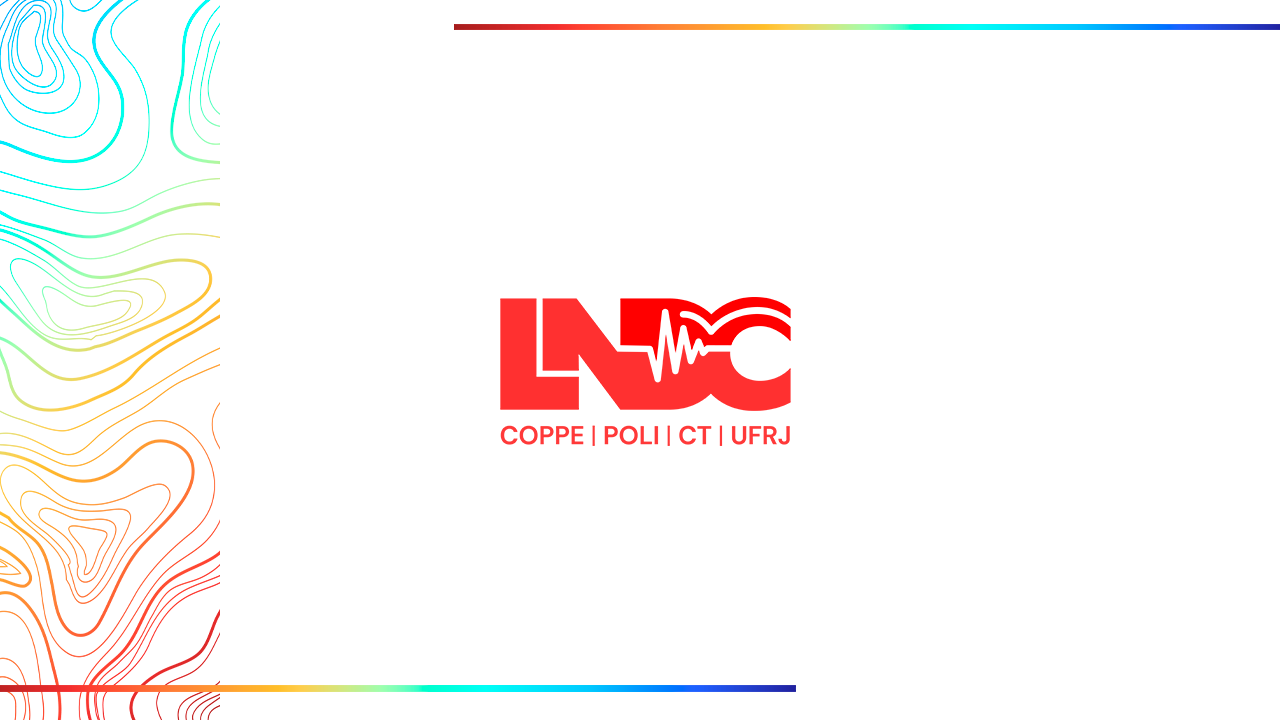 LNDC
COPPE | POLI | CT | UFRJ